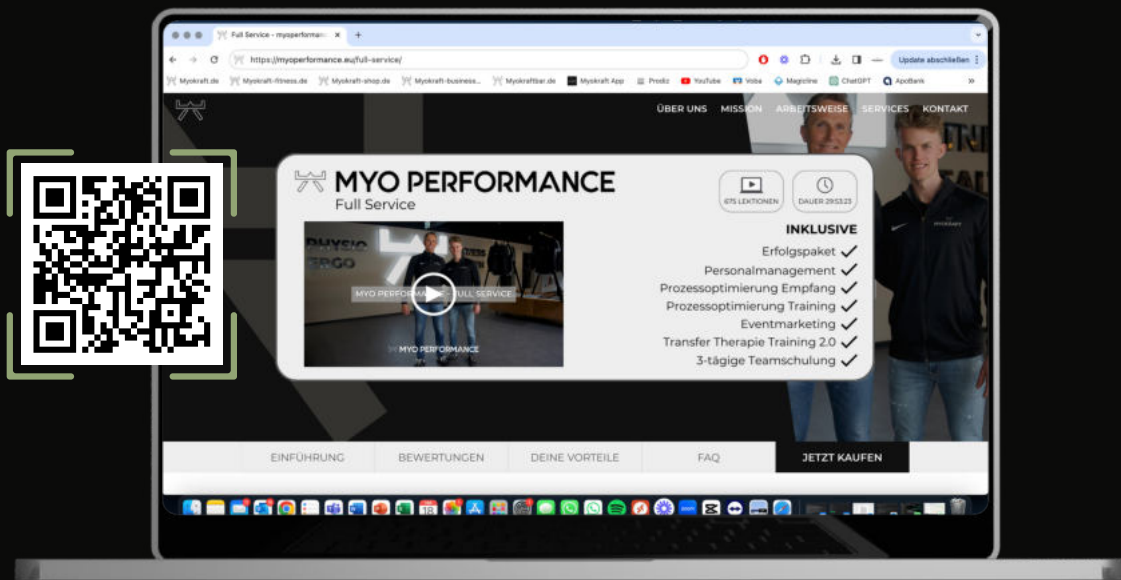 Full Service - myoperformanc
https://myoperformance.eu/full-service/
Update abschließen
Myokraft.de
Myokraft-fitness.de
Myokraft-shop.de
Myokraft-business...
Myokraftbar.de
Myokraft App
Prediz
YouTube
Voba
Magicline
ChatGPT
ApoBank
ÜBER UNS
MISSION
ARBEITSWEISE
SERVICES
KONTAKT
MYO PERFORMANCE
Full Service
675 LEKTIONEN
DAUER 29:53:23
PHYSIO
ERGO
MYO PERFORMANCE - FULL SERVICE
MYO PERFORMANCE
INKLUSIVE
Erfolgspaket
Personalmanagement
Prozessoptimierung Empfang
Prozessoptimierung Training
Eventmarketing
Transfer Therapie Training 2.0
3-tägige Teamschulung
EINFÜHRUNG
BEWERTUNGEN
DEINE VORTEILE
FAQ
JETZT KAUFEN
18